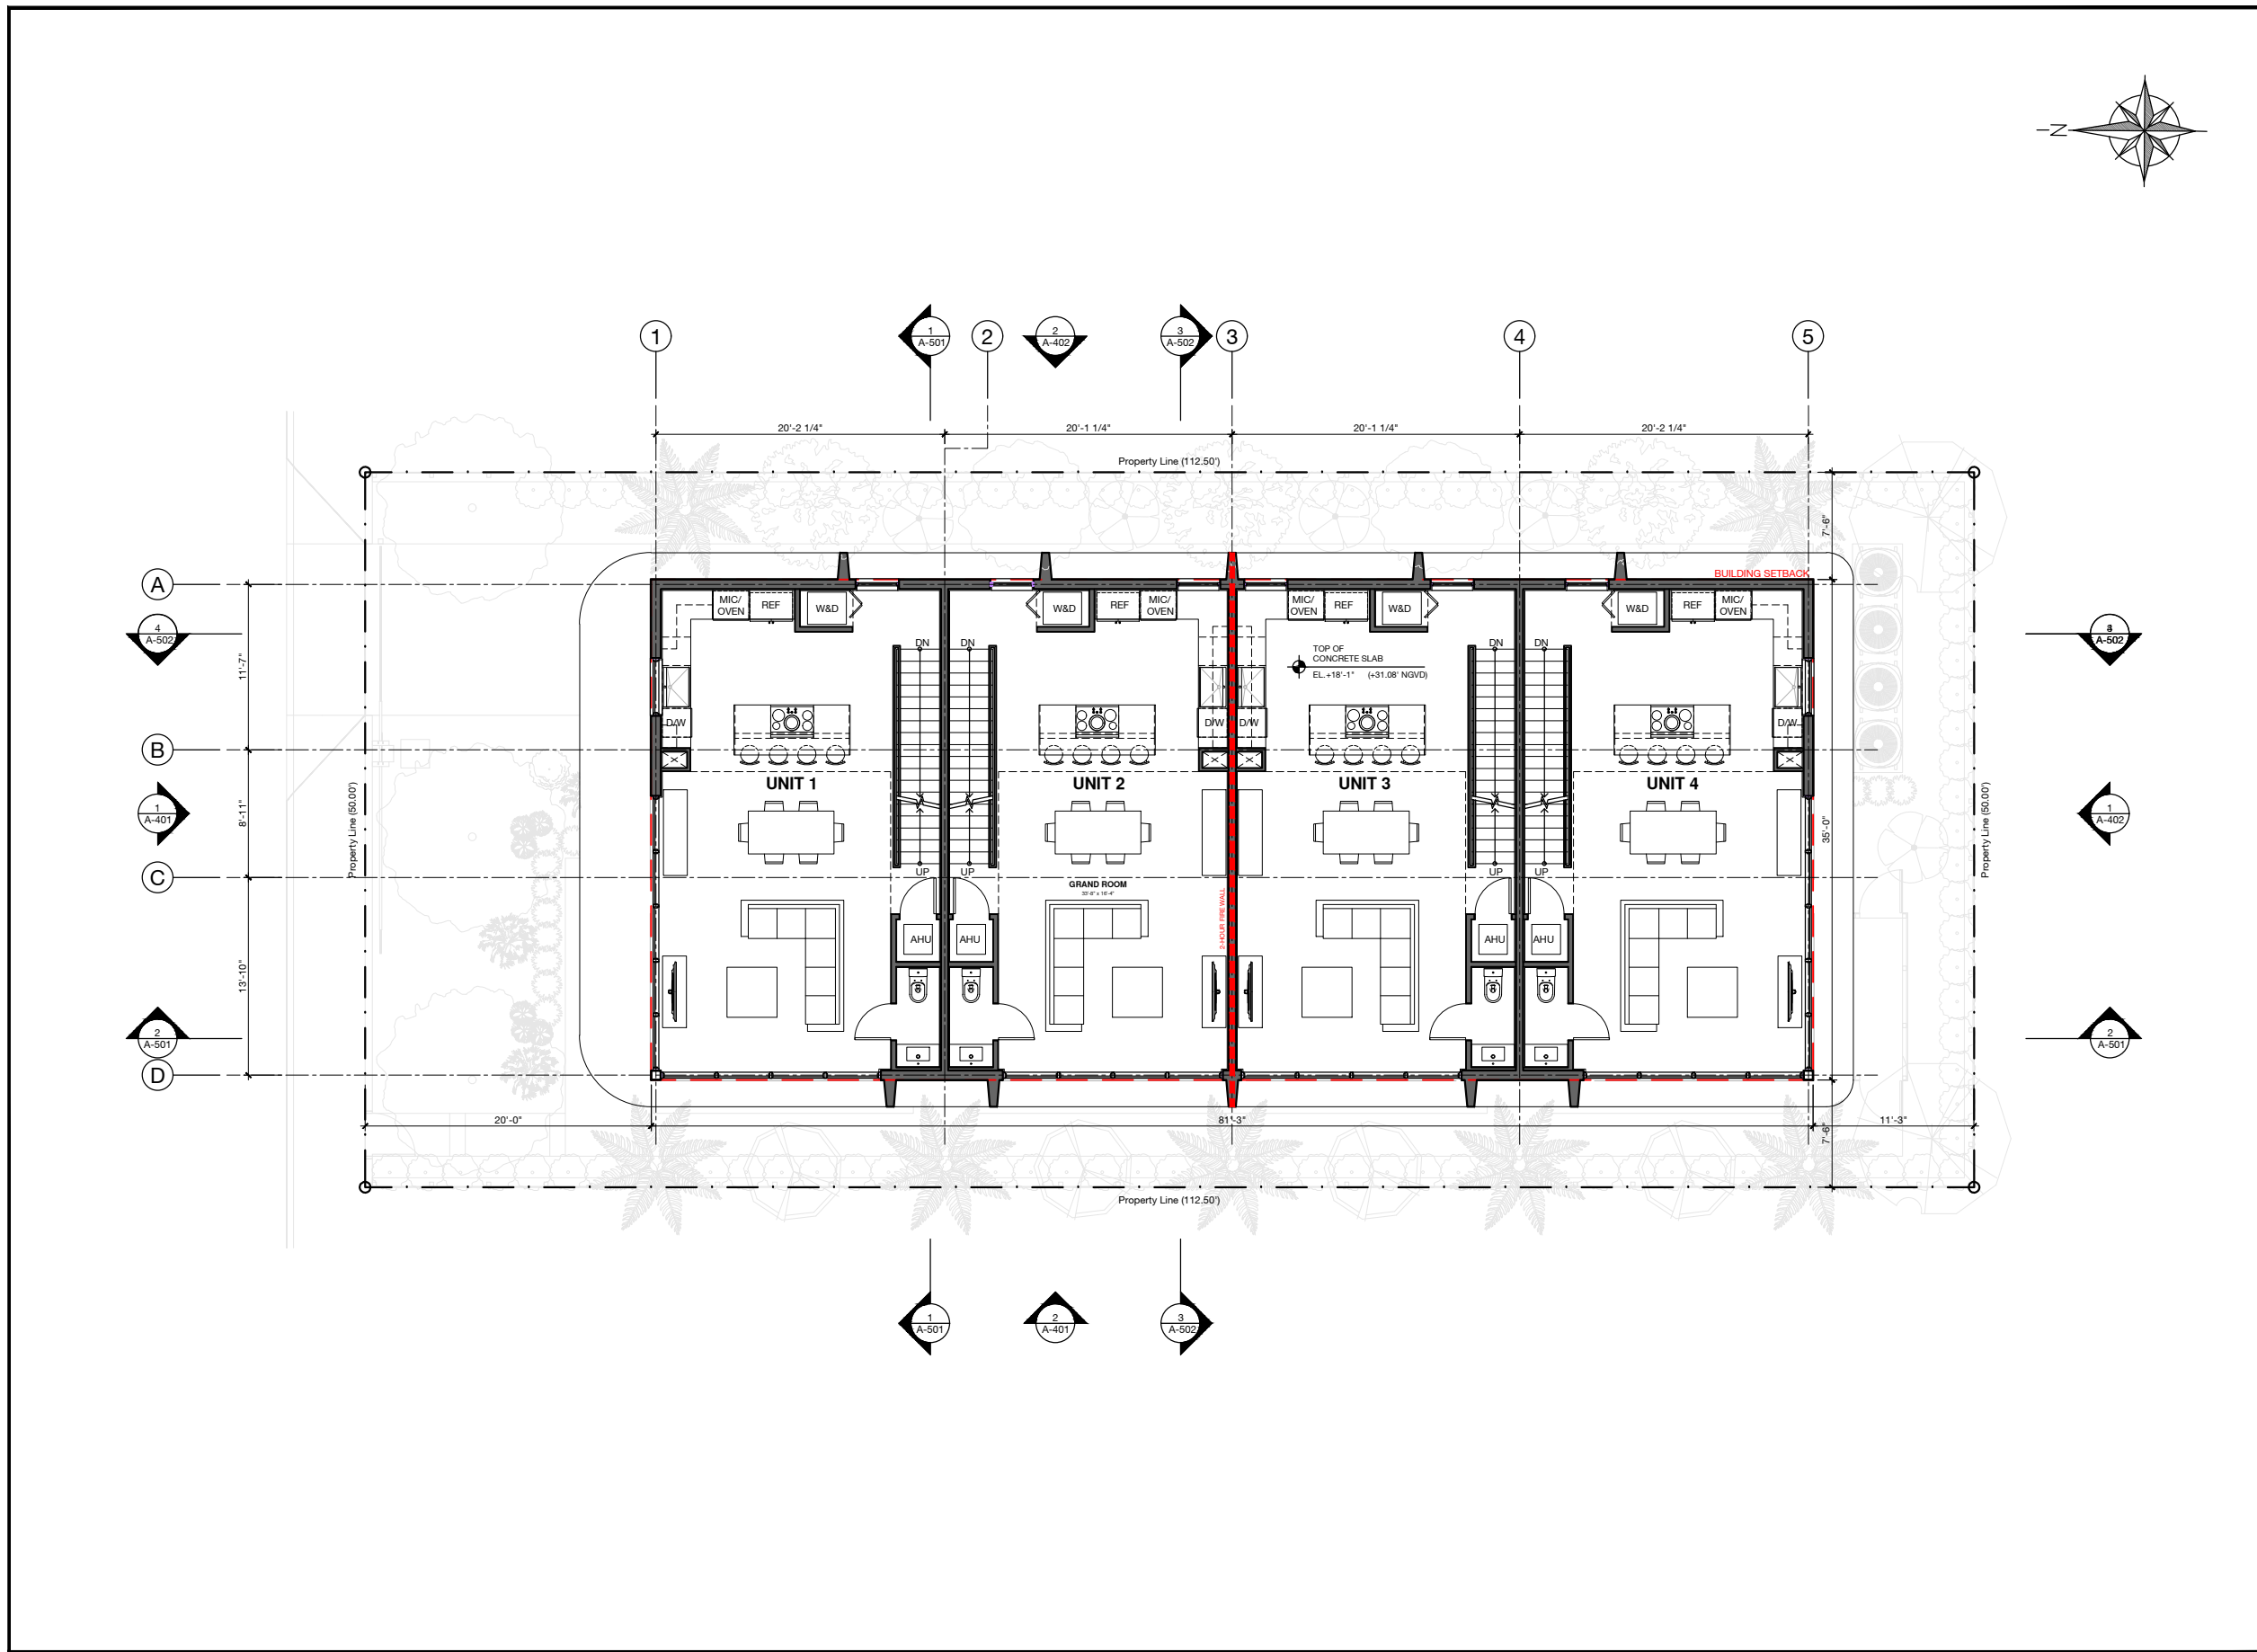 N
1
1
A-501
2
2
A-402
3
A-502
3
4
5
20'-2 1/4"
20'-1 1/4"
20'-1 1/4"
20'-2 1/4"
Property Line (112.50')
7'-6"
BUILDING SETBACK
A
MIC/
OVEN
REF
W&D
W&D
REF
MIC/
OVEN
MIC/
OVEN
REF
W&D
W&D
REF
MIC/
OVEN
4
A-502
A-502
11'-7"
DN
DN
DN
DN
TOP OF
CONCRETE SLAB
EL.+18'-1" (+31.08' NGVD)
D/W
D/W
D/W
D/W
B
UNIT 1
UNIT 2
UNIT 3
UNIT 4
1
A-401
8'-11"
Property Line (50.00')
35'-0"
Property Line (50.00')
1
A-402
C
UP
UP
UP
UP
GRAND ROOM
2-HOUR FIRE WALL
AHU
AHU
AHU
AHU
13'-10"
2
A-501
2
A-501
D
20'-0"
81'-3"
7'-6"
11'-3"
Property Line (112.50')
1
A-501
2
A-401
3
A-502